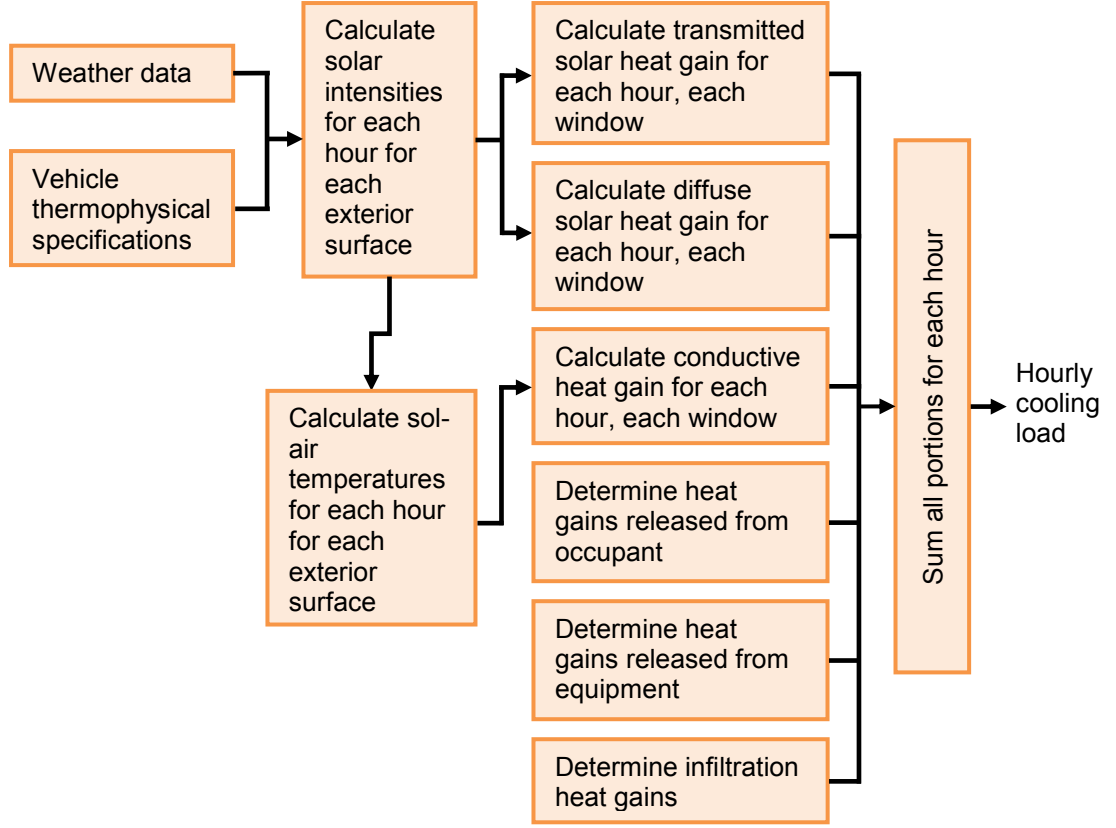 Weather data
Vehicle
thermophysical
specifications
Calculate
solar
intensities
for each
hour for
each
exterior
surface
Calculate sol-
air
temperatures
for each hour
for each
exterior
surface
Calculate transmitted
solar heat gain for
each hour, each
window
Calculate diffuse
solar heat gain for
each hour, each
window
Calculate conductive
heat gain for each
hour, each window
Determine heat
gains released from
occupant
Determine heat
gains released from
equipment
Determine infiltration
heat gains
Sum all portions for each hour
Hourly
cooling
load